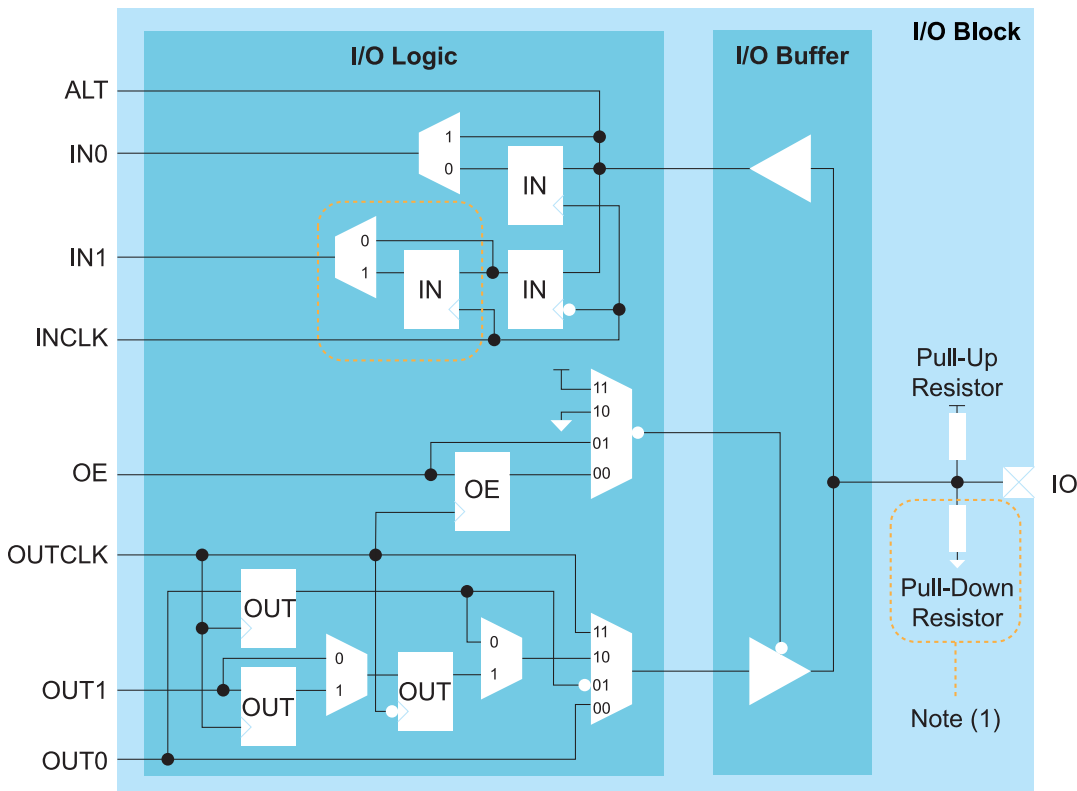 I/O Block
I/O Logic
I/O Buffer
ALT
IN0
1
0
IN
IN1
0
1
IN
IN
INCLK
Pull-Up
Resistor
11
10
01
00
OE
OE
IO
OUTCLK
OUT
Pull-Down
Resistor
0
1
OUT1
OUT
0
1
OUT
11
10
01
00
Note (1)
OUT0